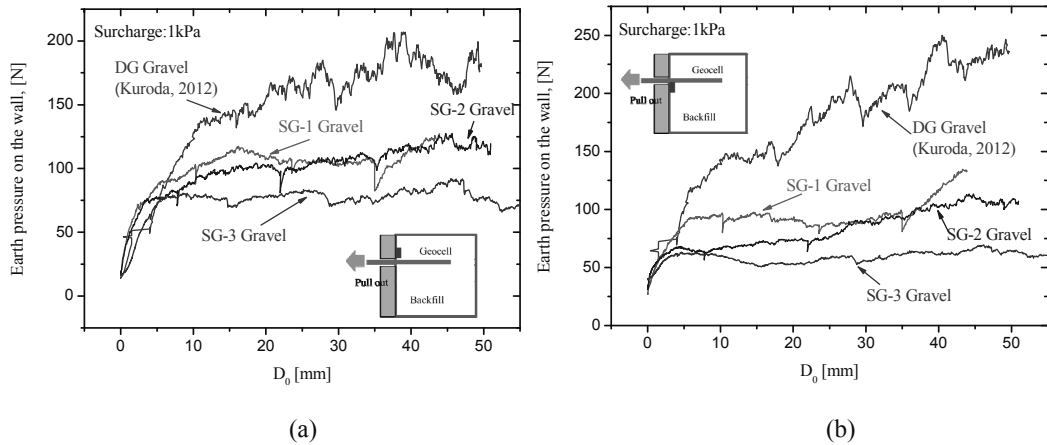 Surcharge:1kPa
DG Gravel
(Kuroda, 2012)
SG-2 Gravel
SG-1 Gravel
SG-3 Gravel
Geocell
Pull out
Backfill
Earth pressure on the wall, [N]
200
150
100
50
0
0 10 20 30 40 50
D0 [mm]
(a)
Surcharge:1kPa
Geocell
Pull out
Backfill
DG Gravel
(Kuroda, 2012)
SG-1 Gravel
SG-2 Gravel
SG-3 Gravel
Earth pressure on the wall, [N]
250
200
150
100
50
0
0 10 20 30 40 50
D0 [mm]
(b)